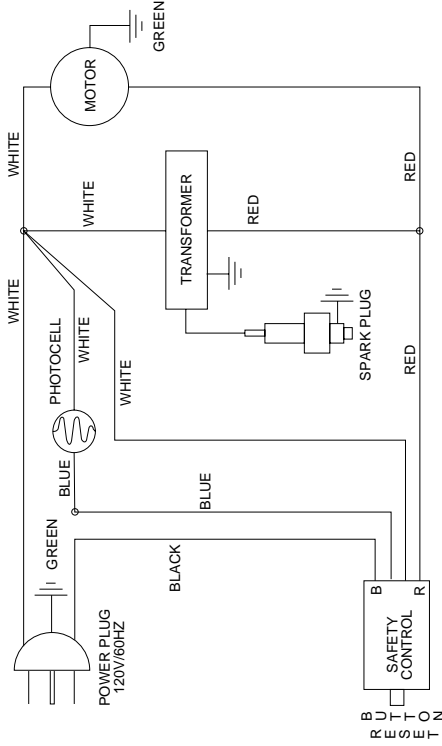 POWER PLUG
120V/60HZ
GREEN
BLUE
PHOTOCELL
WHITE
WHITE
WHITE
WHITE
WHITE
MOTOR
GREEN
TRANSFORMER
RED
SPARK PLUG
BLACK
BLUE
RED
RED
B
R
SAFETY
CONTROL
RESET
BUTTON